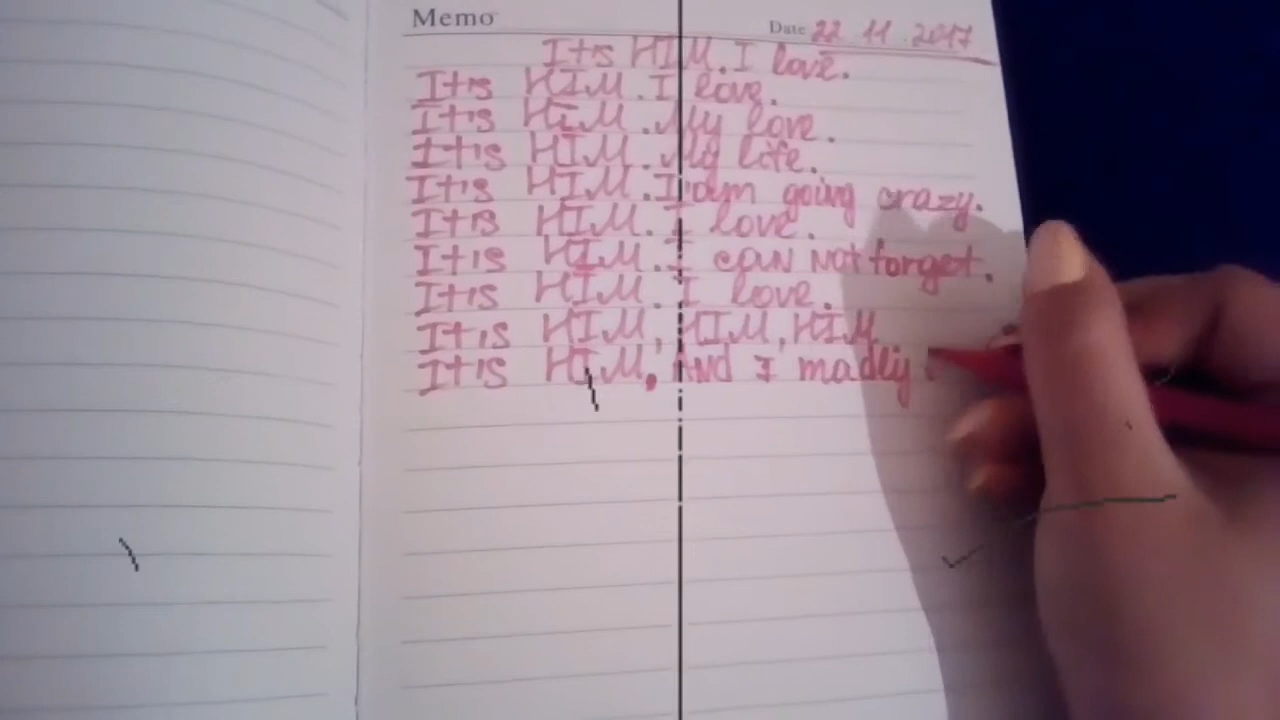 Memo
Date 22.11.2017
It's HIM. I love.
It's HIM. I love.
It's HIM. My love.
It's HIM. My life.
It's HIM. I'am going crazy.
It's HIM. I love.
It's HIM. I can not forget.
It's HIM. I love.
It's HIM, HIM, HIM
It's HIM. And I madly.